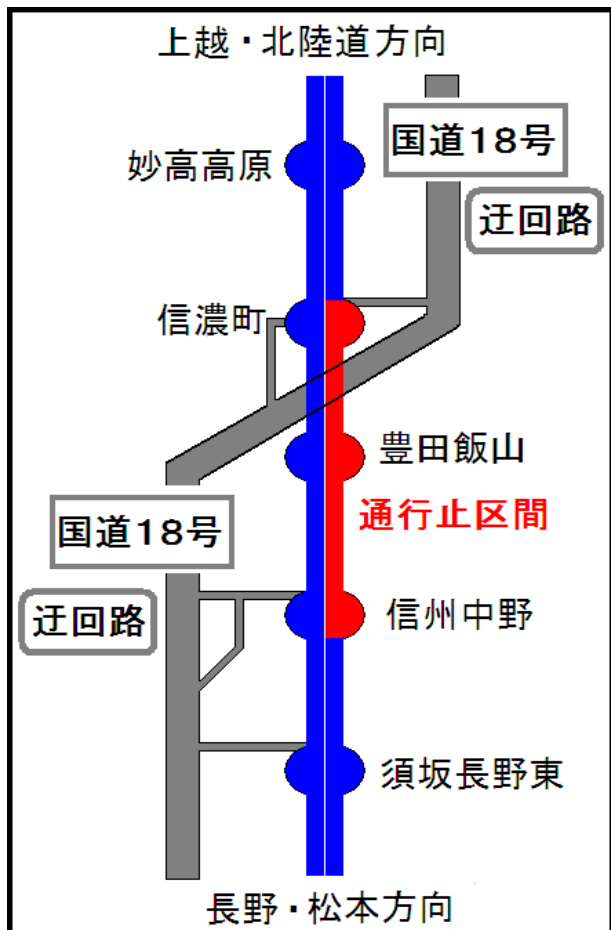 上越・北陸道方向
国道18号
妙高高原
迂回路
信濃町
豊田飯山
国道18号
通行止区間
迂回路
信州中野
須坂長野東
長野・松本方向